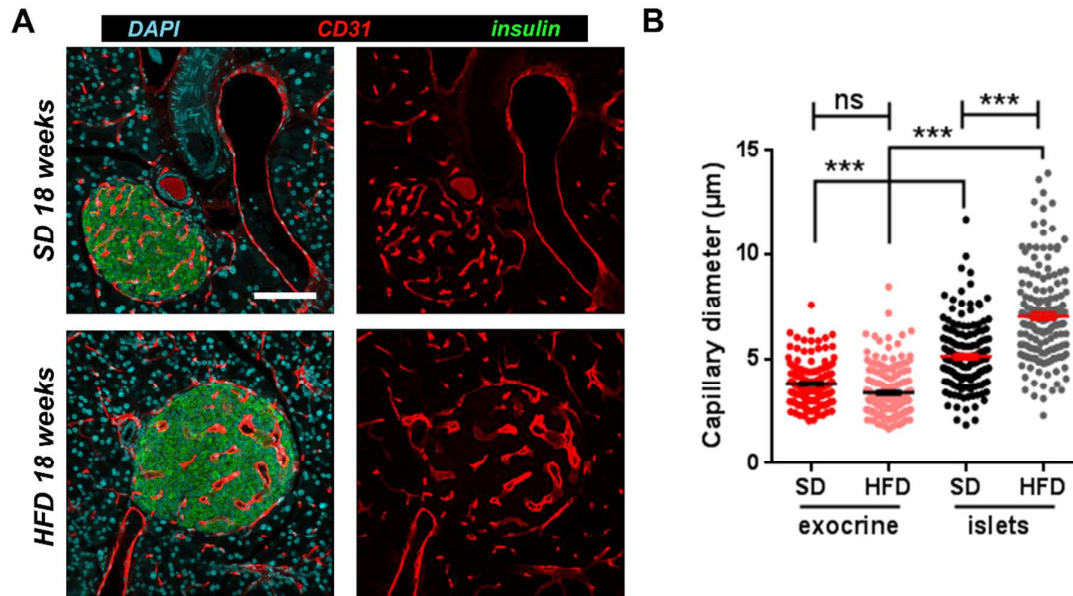 A
DAPI CD31 insulin
SD 18 weeks
HFD 18 weeks
B
ns
***
***
***
15
10
5
0
Capillary diameter (µm)
SD HFD SD HFD
exocrine islets